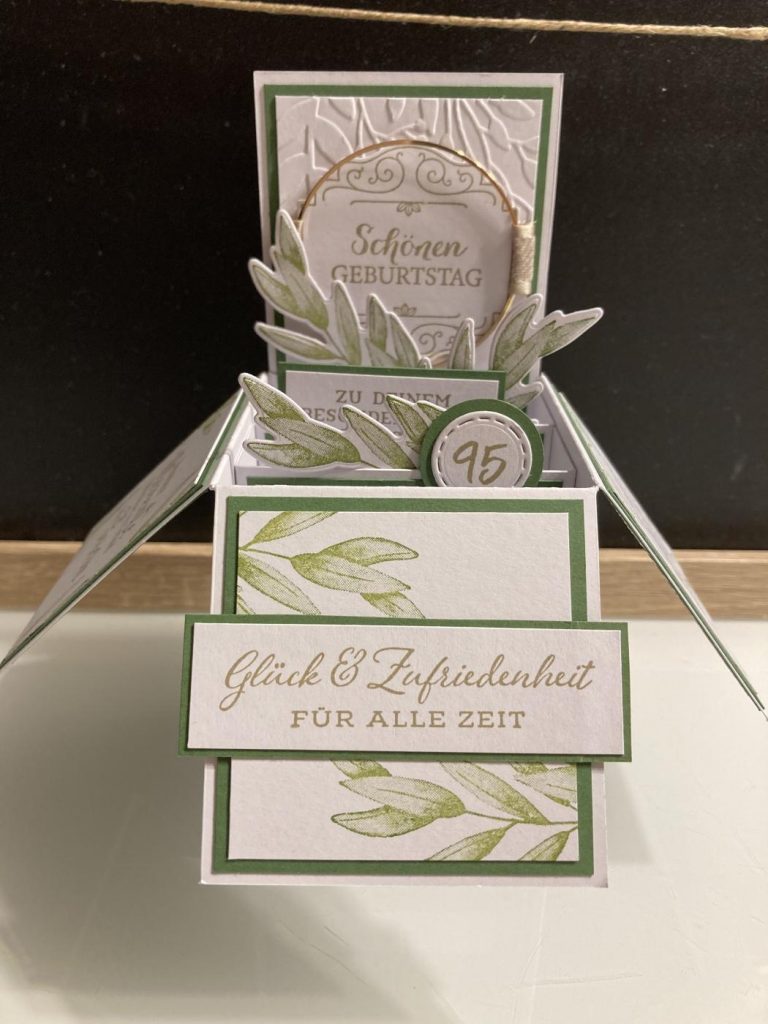 Schönen
GEBURTSTAG
ZU DEINEM
95
Glück & Zufriedenheit
FÜR ALLE ZEIT